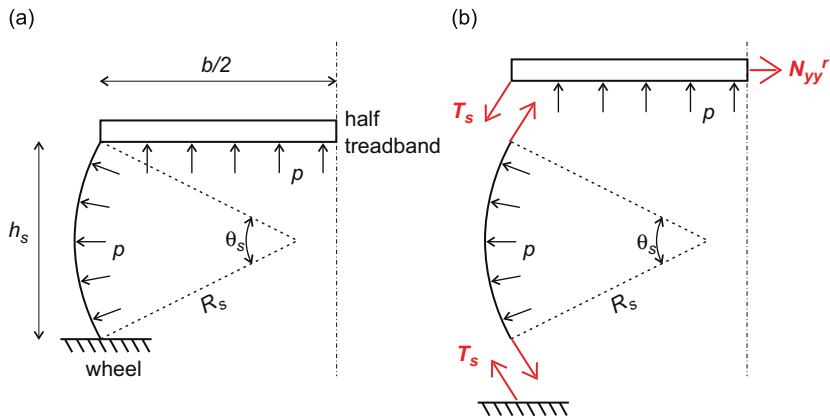 (a)
b/2
half
treadband
p
h_s
p
θ_s
R_s
wheel
(b)
N_yy^r
T_s
p
p
θ_s
R_s
T_s